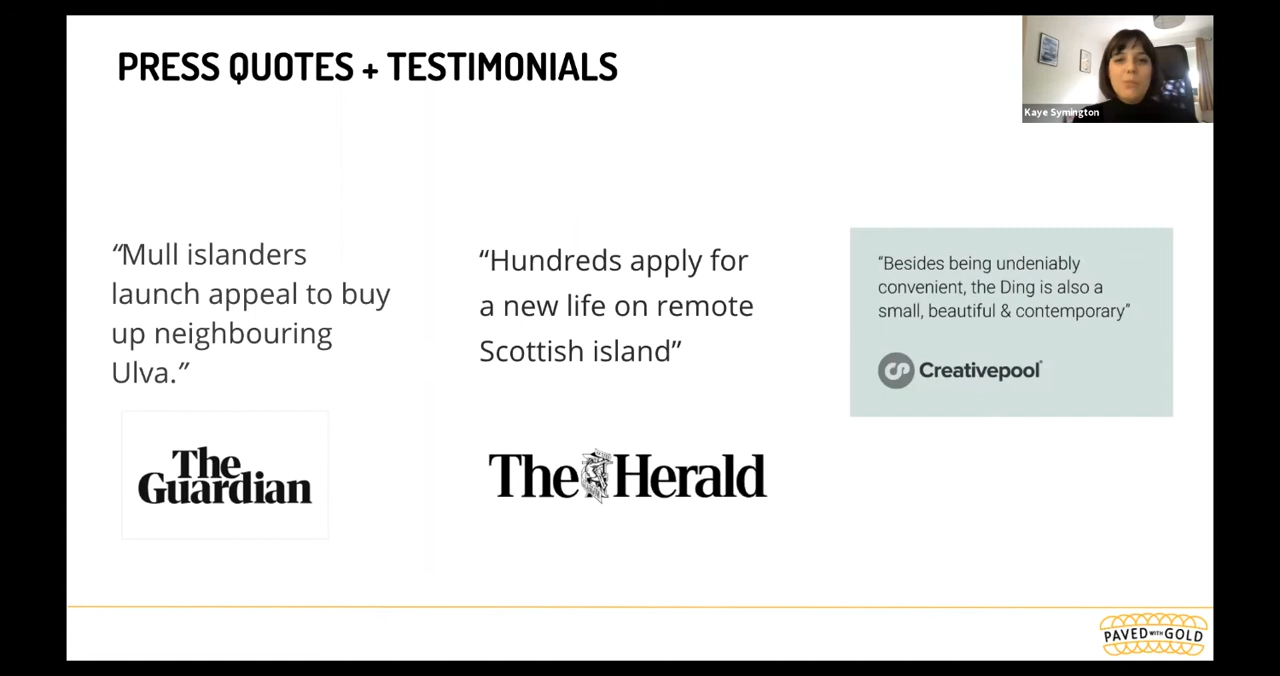 PRESS QUOTES + TESTIMONIALS
Kaye Symington
“Mull islanders
launch appeal to buy
up neighbouring
Ulva.”
The
Guardian
“Hundreds apply for
a new life on remote
Scottish island”
The Herald
“Besides being undeniably
convenient, the Ding is also a
small, beautiful & contemporary”
Creativepool
PAVED WITH GOLD